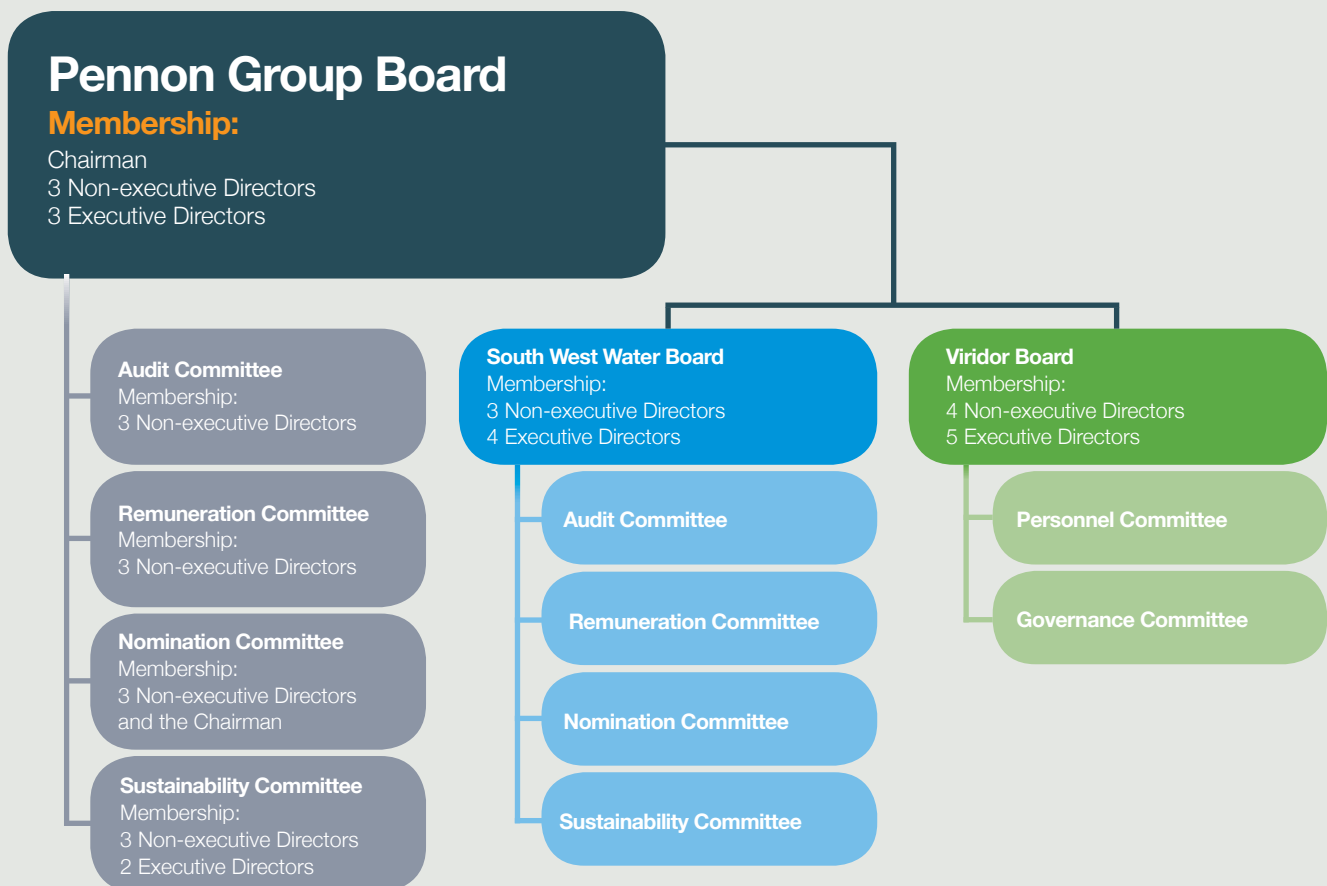 Pennon Group Board
Membership:
Chairman
3 Non-executive Directors
3 Executive Directors
Audit Committee
Membership:
3 Non-executive Directors
Remuneration Committee
Membership:
3 Non-executive Directors
Nomination Committee
Membership:
3 Non-executive Directors
and the Chairman
Sustainability Committee
Membership:
3 Non-executive Directors
2 Executive Directors
South West Water Board
Membership:
3 Non-executive Directors
4 Executive Directors
Audit Committee
Remuneration Committee
Nomination Committee
Sustainability Committee
Viridor Board
Membership:
4 Non-executive Directors
5 Executive Directors
Personnel Committee
Governance Committee